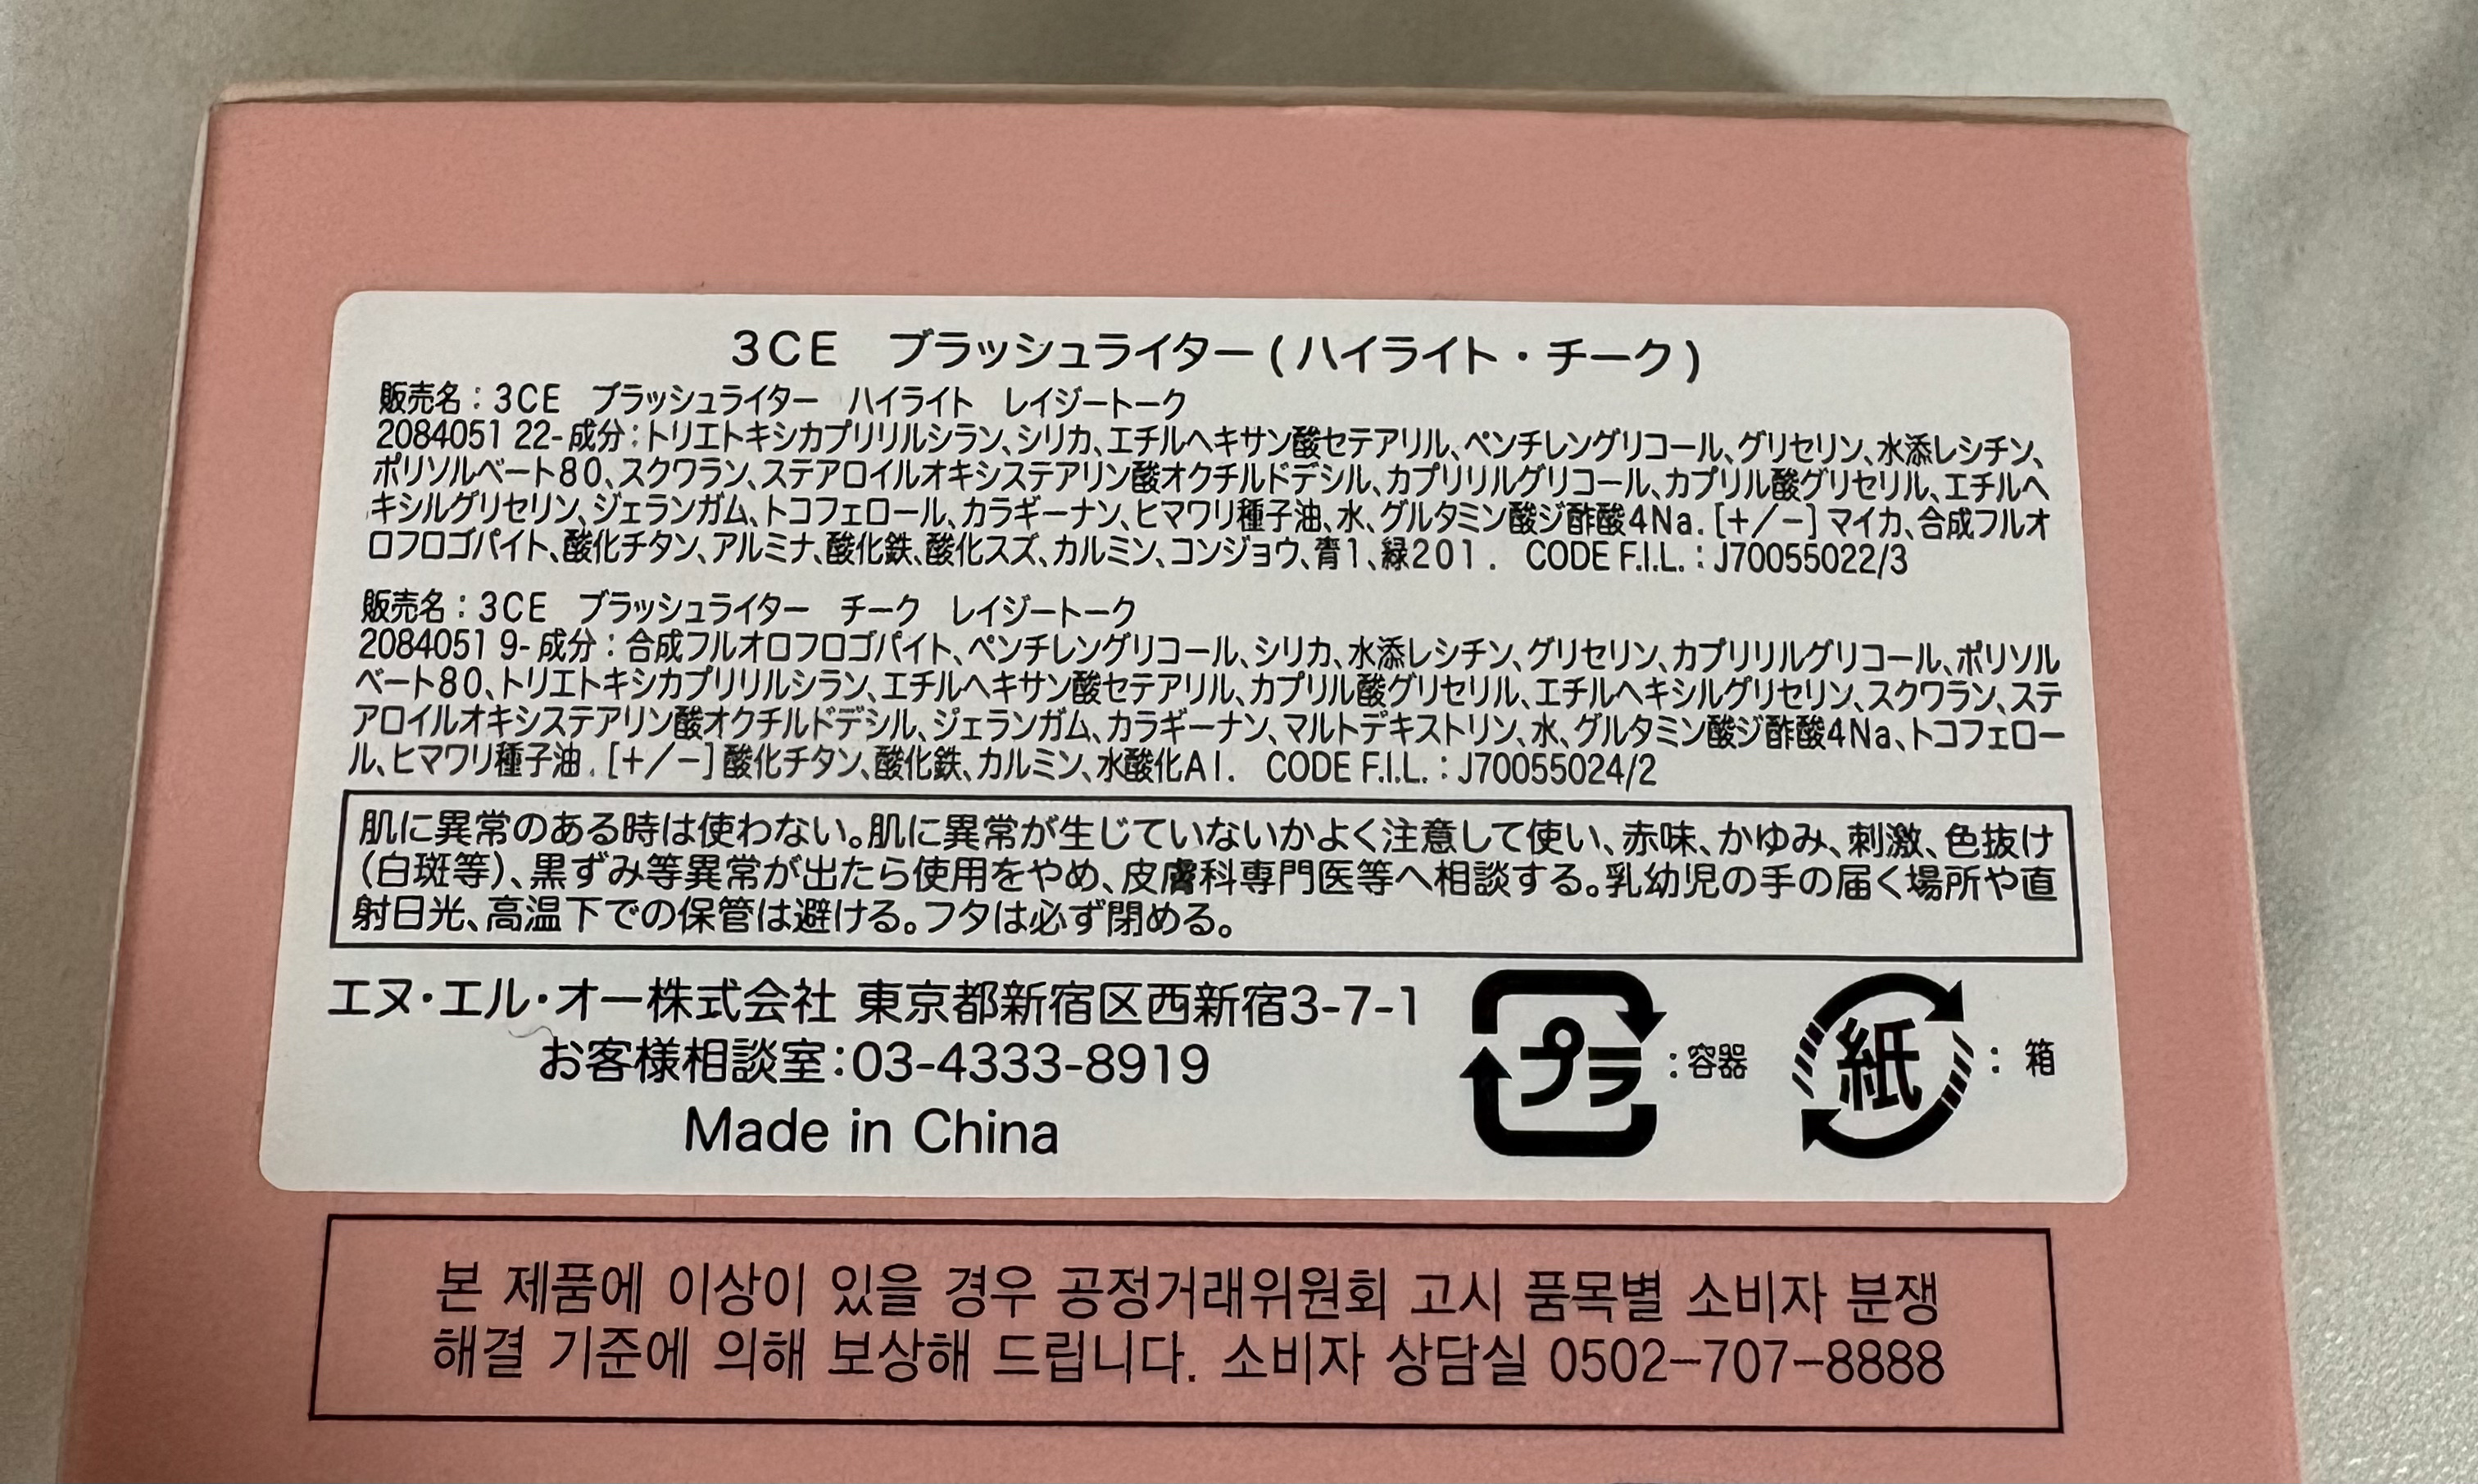 3CE ブラッシュライター(ハイライト・チーク)
販売名：3CE ブラッシュライター ハイライト レイジートーク
2084051 22-成分：トリエトキシカプリリルシラン、シリカ、エチルヘキサン酸セテアリル、ペンチレングリコール、グリセリン、水添レシチン、
ポリソルベート80、スクワラン、ステアロイルオキシステアリン酸オクチルドデシル、カプリリルグリコール、カプリル酸グリセリル、エチルヘ
キシルグリセリン、ジェランガム、トコフェロール、カラギーナン、ヒマワリ種子油、水、グルタミン酸ジ酢酸4Na. [+/−] マイカ、合成フルオ
ロフロゴパイト、酸化チタン、アルミナ、酸化鉄、酸化スズ、カルミン、コンジョウ、青1、緑201. CODE F.I.L.：J70055022/3
販売名：3CE ブラッシュライター チーク レイジートーク
2084051 9-成分：合成フルオロフロゴパイト、ペンチレングリコール、シリカ、水添レシチン、グリセリン、カプリリルグリコール、ポリソル
ベート80、トリエトキシカプリリルシラン、エチルヘキサン酸セテアリル、カプリル酸グリセリル、エチルヘキシルグリセリン、スクワラン、ステ
アロイルオキシステアリン酸オクチルドデシル、ジェランガム、カラギーナン、マルトデキストリン、水、グルタミン酸ジ酢酸4Na、トコフェロー
ル、ヒマワリ種子油. [+/−] 酸化チタン、酸化鉄、カルミン、水酸化Al. CODE F.I.L.：J70055024/2
肌に異常のある時は使わない。肌に異常が生じていないかよく注意して使い、赤味、かゆみ、刺激、色抜け
(白斑等)、黒ずみ等異常が出たら使用をやめ、皮膚科専門医等へ相談する。乳幼児の手の届く場所や直
射日光、高温下での保管は避ける。フタは必ず閉める。
エヌ・エル・オー株式会社 東京都新宿区西新宿3-7-1
お客様相談室：03-4333-8919
Made in China
プラ：容器
紙：箱
본 제품에 이상이 있을 경우 공정거래위원회 고시 품목별 소비자 분쟁
해결 기준에 의해 보상해 드립니다. 소비자 상담실 0502-707-8888